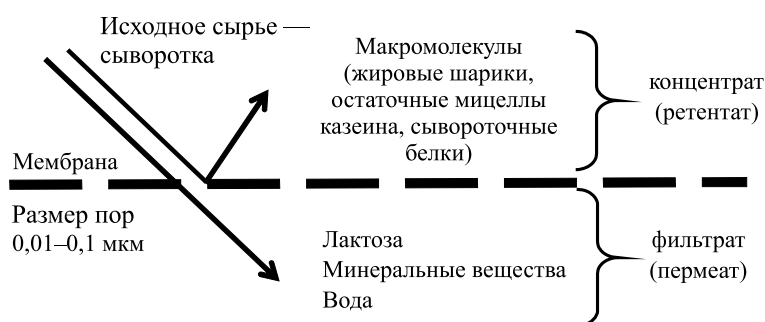 Исходное сырье —
сыворотка
Макромолекулы
(жировые шарики,
остаточные мицеллы
казеина, сывороточные
белки)
концентрат
(ретентат)
Мембрана
Размер пор
0,01–0,1 мкм
Лактоза
Минеральные вещества
Вода
фильтрат
(пермеат)